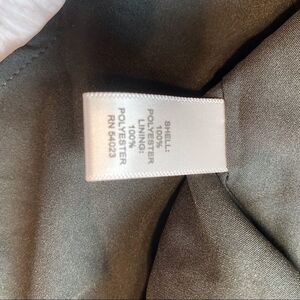 SHELL:
100%
POLYESTER
LINING:
100%
POLYESTER
RN 54023